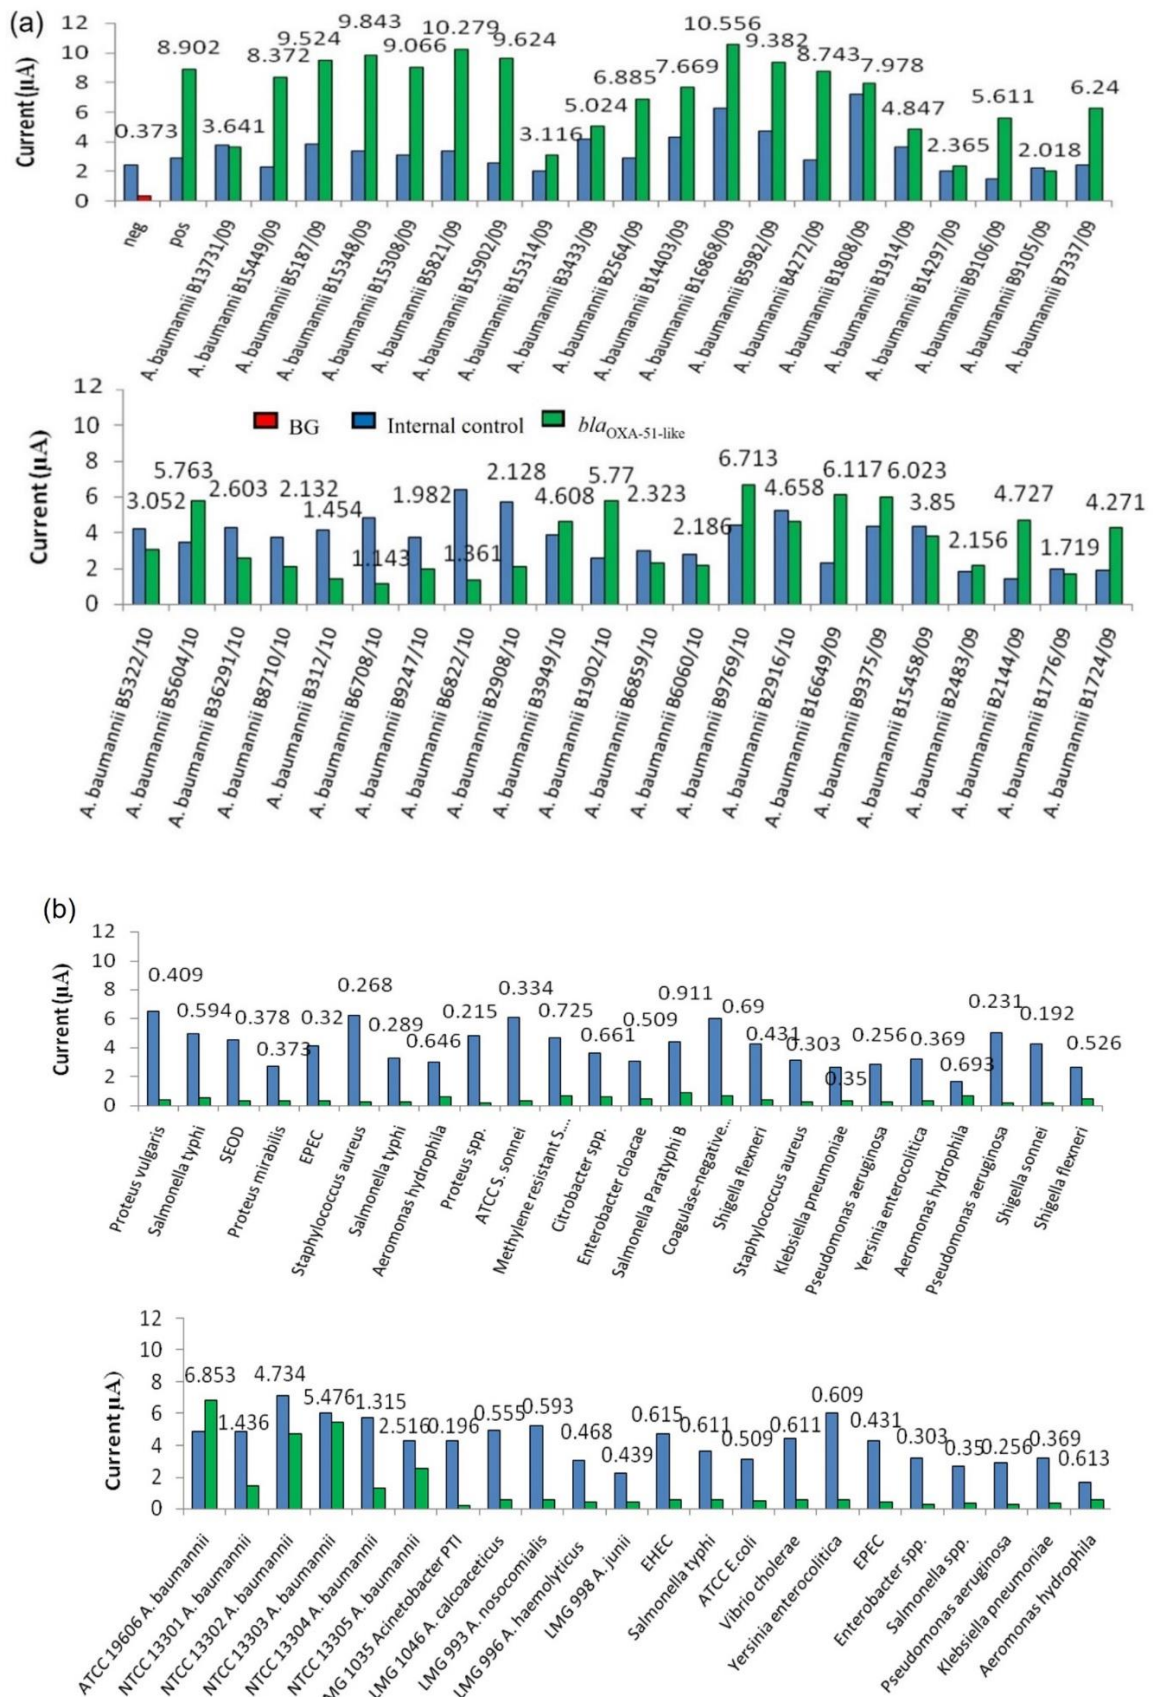 (a)
Current (μA)
12
10
8
6
4
2
0
0.373
8.902
3.641
8.372
9.524
9.843
9.066
10.279
9.624
3.116
5.024
6.885
7.669
10.556
9.382
8.743
7.978
4.847
2.365
5.611
2.018
6.24
neg
pos
A. baumannii B13731/09
A. baumanni B15449/09
A. baumannii B5187/09
A. baumannii B15348/09
A. baumannii B15308/09
A. baumannii B5821/09
A. baumannii B15902/09
A. baumannii B15314/09
A. baumannii B3433/09
A. baumannii B2564/09
A. baumannii B14403/09
A. baumannii B16868/09
A. baumannii B5982/09
A. baumannii B4272/09
A. baumannii B1808/09
A. baumannii B1914/09
A. baumannii B14297/09
A. baumannii B9106/09
A. baumannii B9105/09
A. baumannii B7337/09
Current (μA)
12
10
8
6
4
2
0
BG
Internal control
blaOXA-51-like
3.052
5.763
2.603
2.132
1.454
1.143
1.982
1.361
2.128
4.608
5.77
2.323
2.186
6.713
4.658
6.117
6.023
3.85
2.156
4.727
1.719
4.271
A. baumannii B5322/10
A. baumannii B5604/10
A. baumannii B36291/10
A. baumannii B8710/10
A. baumannii B312/10
A. baumannii B6708/10
A. baumannii B9247/10
A. baumannii B6822/10
A. baumannii B2908/10
A. baumannii B3949/10
A. baumannii B1902/10
A. baumannii B6859/10
A. baumannii B6060/10
A. baumannii B9769/10
A. baumannii B2916/10
A. baumannii B16649/09
A. baumannii B9375/09
A. baumannii B15458/09
A. baumannii B2483/09
A. baumannii B2144/09
A. baumannii B1776/09
A. baumannii B1724/09
(b)
Current (μA)
12
10
8
6
4
2
0
0.409
0.594
0.378
0.373
0.32
0.268
0.289
0.646
0.215
0.334
0.725
0.661
0.509
0.911
0.69
0.431
0.303
0.35
0.256
0.369
0.693
0.231
0.192
0.526
Proteus vulgaris
Salmonella typhi
SEOD
Proteus mirabilis
EPEC
Staphylococcus aureus
Salmonella typhi
Aeromonas hydrophila
Proteus spp.
ATCC S. sonnei
Methylene resistant S....
Citrobacter spp.
Enterobacter cloacae
Salmonella Paratyphi B
Coagulase-negative...
Shigella flexneri
Staphylococcus aureus
Klebsiella pneumoniae
Pseudomonas aeruginosa
Yersinia enterocolitica
Aeromonas hydrophila
Pseudomonas aeruginosa
Shigella sonnei
Shigella flexneri
Current μA)
12
10
8
6
4
2
0
6.853
1.436
4.734
5.476
1.315
2.516
0.196
0.555
0.593
0.468
0.439
0.615
0.611
0.509
0.611
0.609
0.431
0.303
0.35
0.256
0.369
0.613
ATCC 19606 A. baumannii
NTCC 13301 A. baumannii
NTCC 13302 A. baumannii
NTCC 13303 A. baumannii
NTCC 13304 A. baumannii
NTCC 13305 A. baumannii
MG 1035 Acinetobacter PTI
LMG 1046 A. calcoaceticus
LMG 993 A. nosocomialis
LMG 996 A. haemolyticus
LMG 998 A. junii
EHEC
Salmonella typhi
ATCC E.coli
Vibrio cholerae
Yersinia enterocolitica
EPEC
Enterobacter spp.
Salmonella spp.
Pseudomonas aeruginosa
Klebsiella pneumoniae
Aeromonas hydrophila